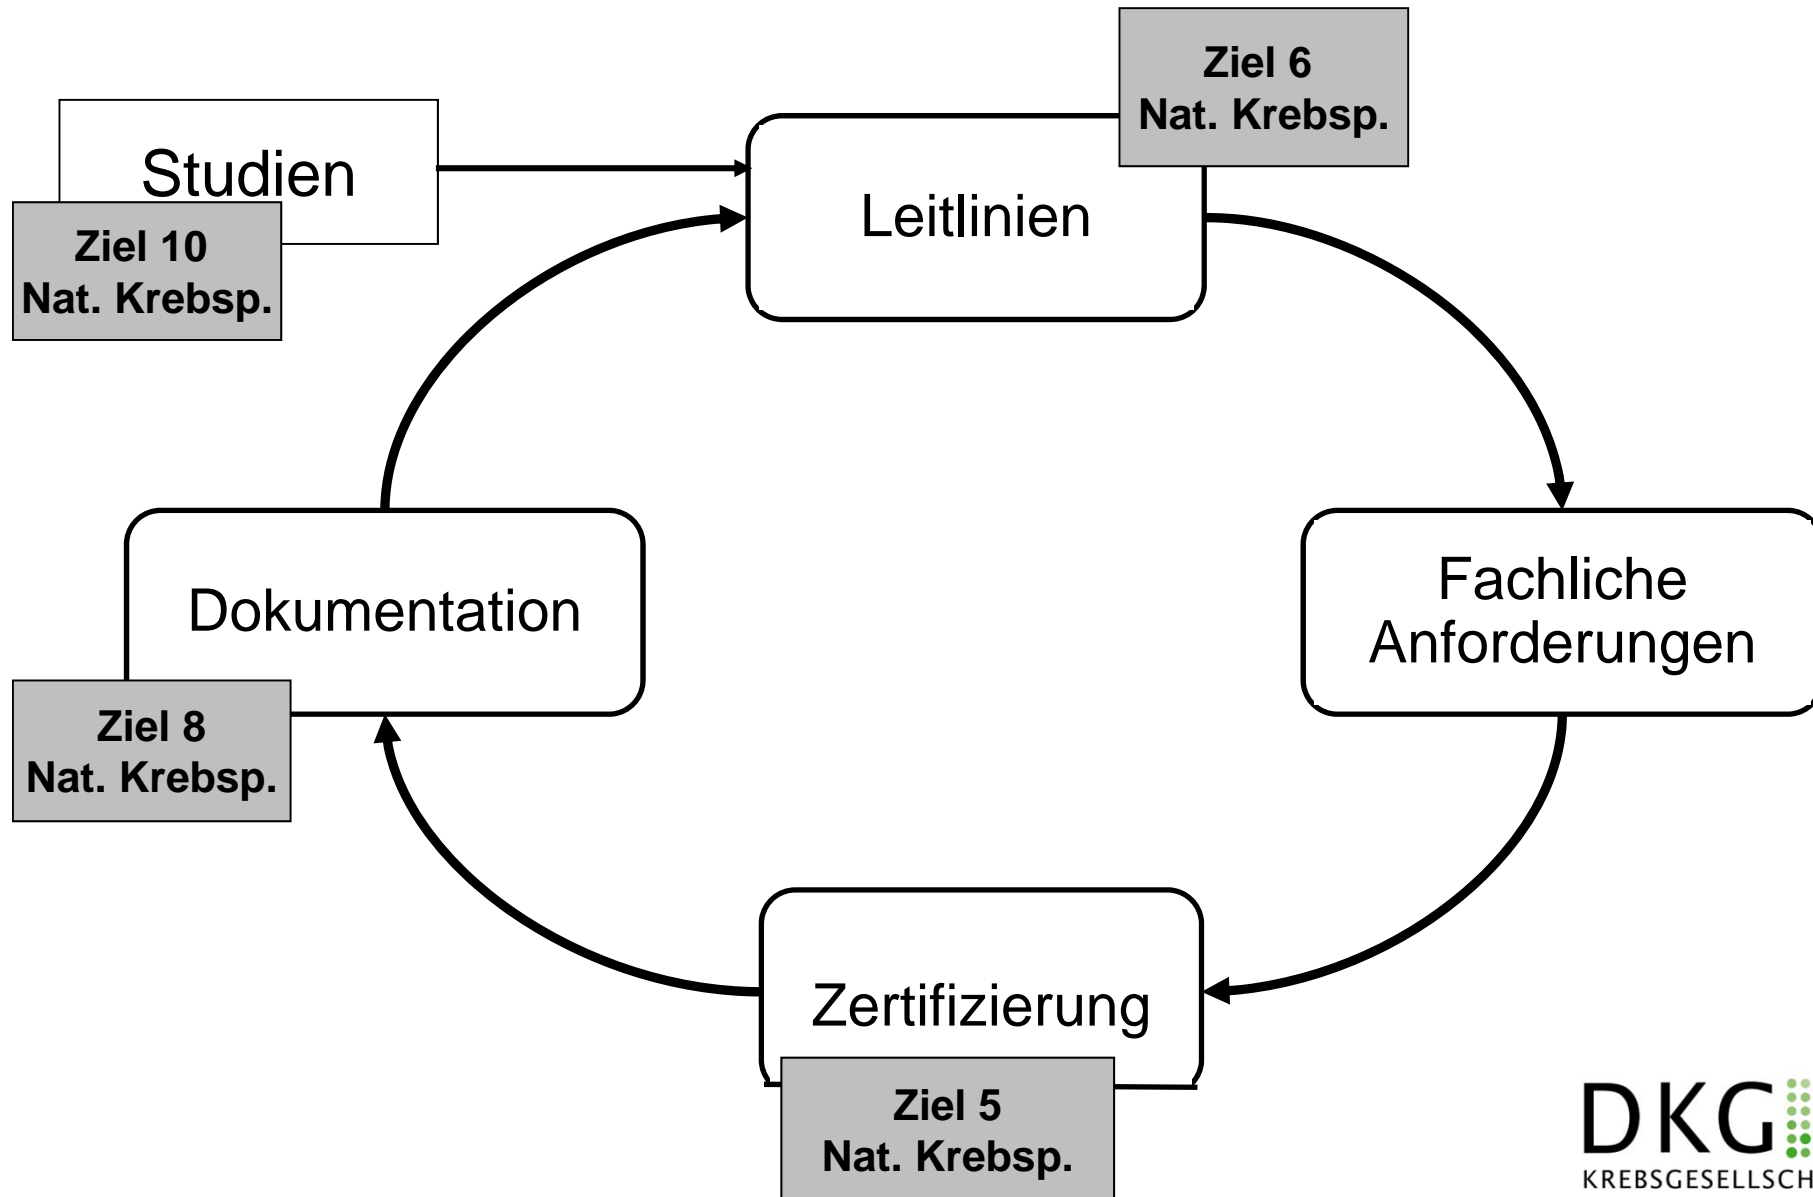 Ziel 6
Nat. Krebsp.
Studien
Ziel 10
Nat. Krebsp.
Leitlinien
Dokumentation
Ziel 8
Nat. Krebsp.
Fachliche
Anforderungen
Zertifizierung
Ziel 5
Nat. Krebsp.
DKG
KREBSGESELLSCH